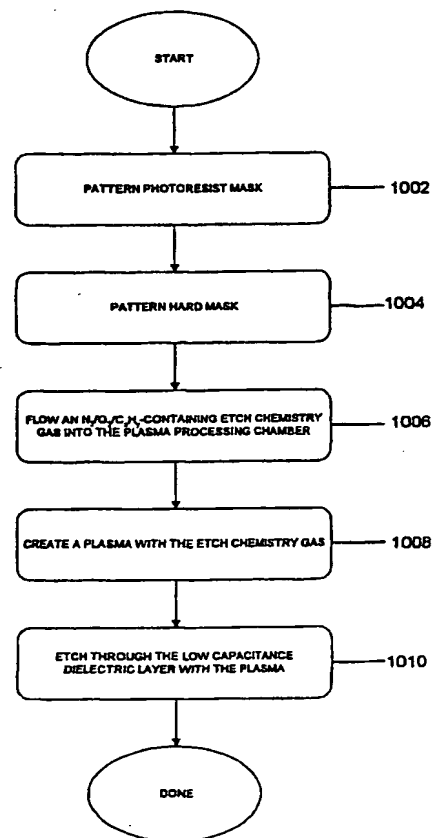 START
PATTERN PHOTORESIST MASK
1002
PATTERN HARD MASK
1004
FLOW AN N₂/O₂/CₓHᵧ-CONTAINING ETCH CHEMISTRY
GAS INTO THE PLASMA PROCESSING CHAMBER
1006
CREATE A PLASMA WITH THE ETCH CHEMISTRY GAS
1008
ETCH THROUGH THE LOW CAPACITANCE
DIELECTRIC LAYER WITH THE PLASMA
1010
DONE